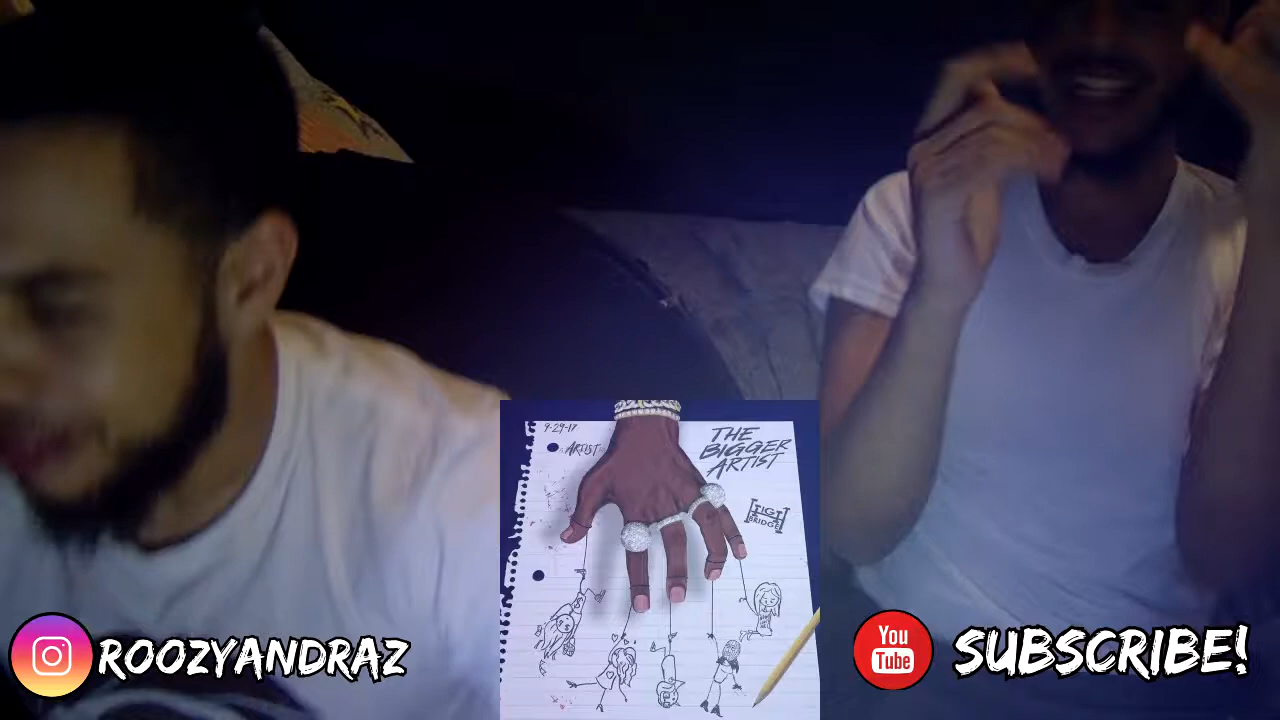 9-29-17
ARTIST
THE
BIGGER
ARTIST
HIGH
BRIDGE
ROOZYANDRAZ
You
Tube
SUBSCRIBE!